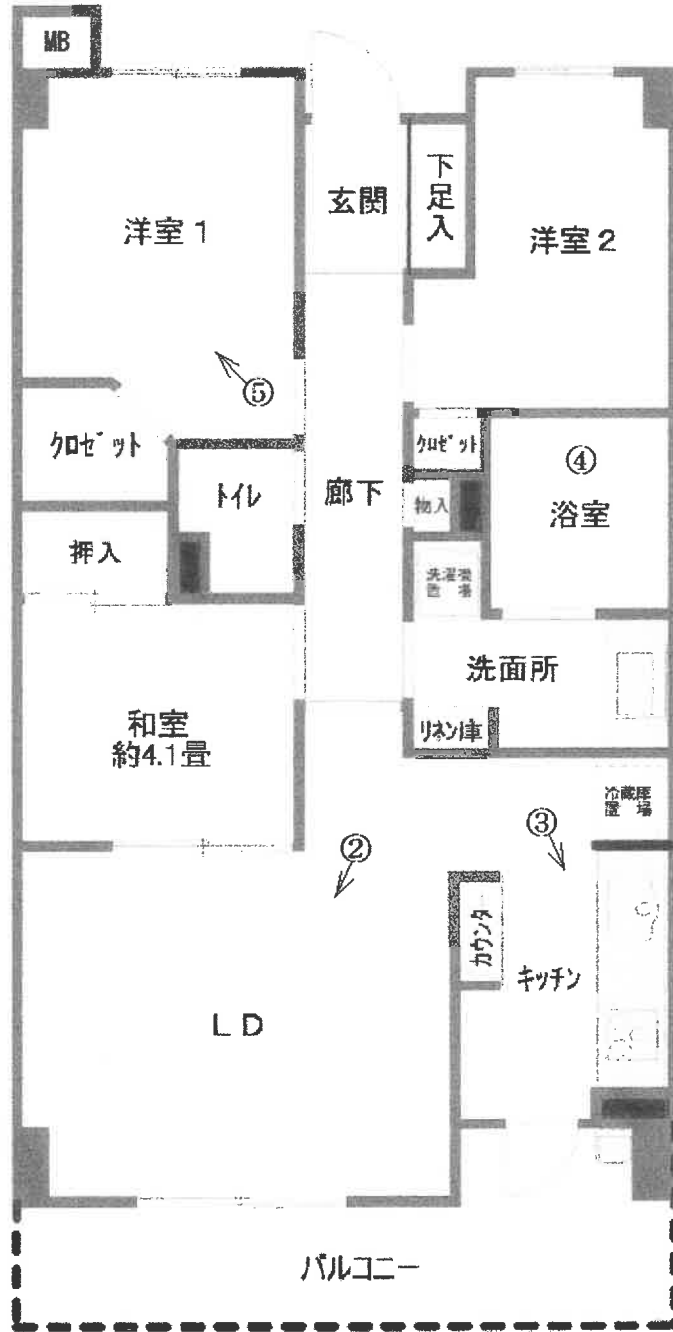 MB
洋室1
玄関
下足入
洋室2
⑤
クロゼット
トイレ
廊下
クロゼット
④
浴室
物入
押入
洗濯機
置場
洗面所
和室
約4.1畳
リネン庫
冷蔵庫
置場
②
③
カウンター
キッチン
LD
バルコニー